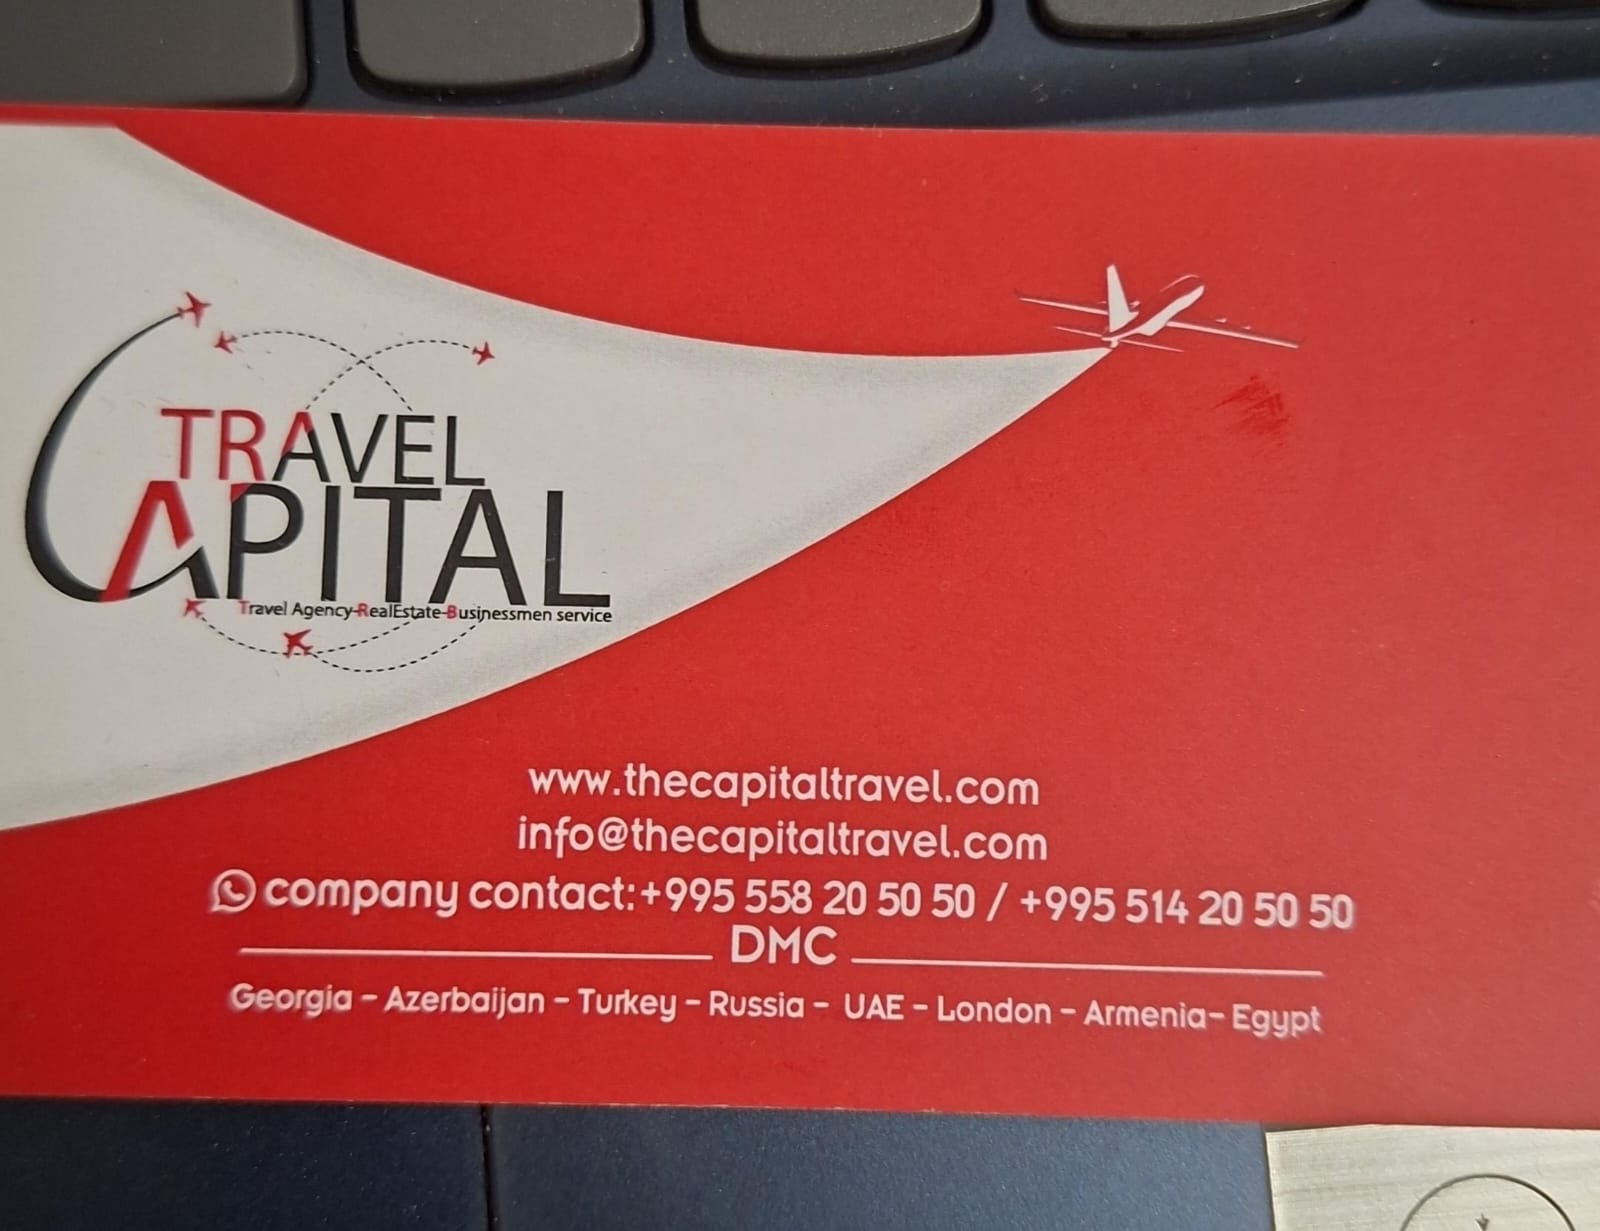 TRAVEL
CAPITAL
Travel Agency-RealEstate-Businessmen service
www.thecapitaltravel.com
info@thecapitaltravel.com
company contact:+995 558 20 50 50 / +995 514 20 50 50
DMC
Georgia - Azerbaijan - Turkey - Russia - UAE - London - Armenia- Egypt